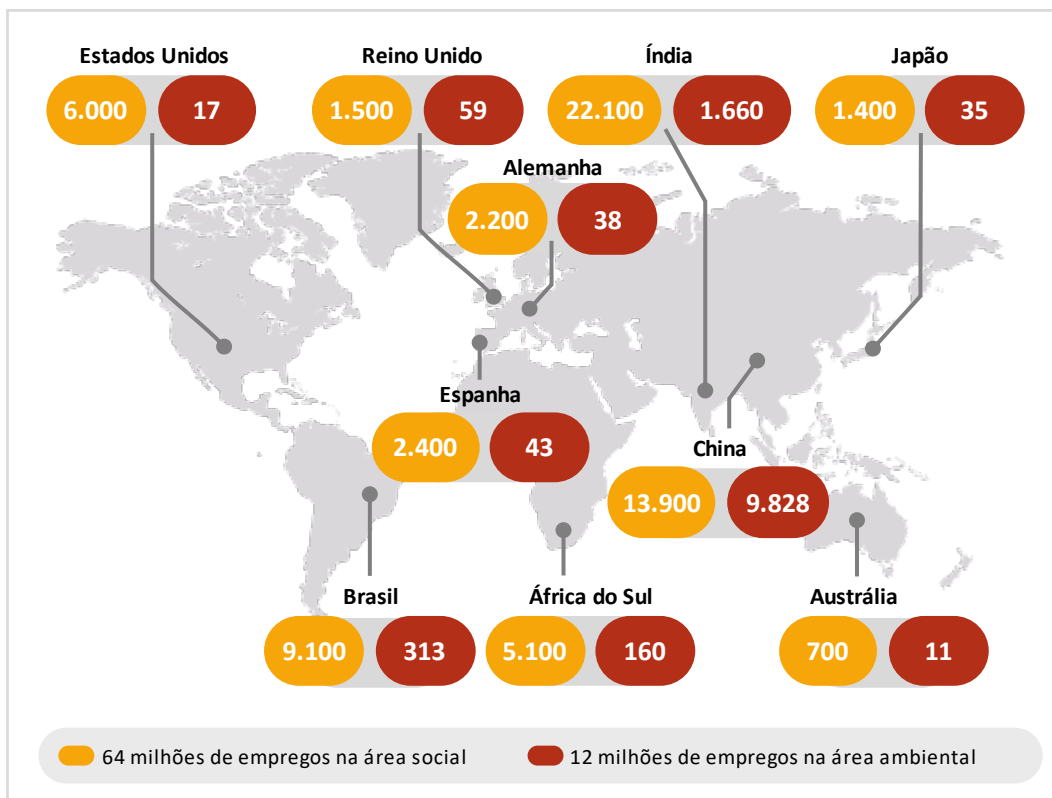 Estados Unidos
6.000 17
Reino Unido
1.500 59
Índia
22.100 1.660
Japão
1.400 35
Alemanha
2.200 38
Espanha
2.400 43
China
13.900 9.828
Brasil
9.100 313
África do Sul
5.100 160
Austrália
700 11
64 milhões de empregos na área social
12 milhões de empregos na área ambiental